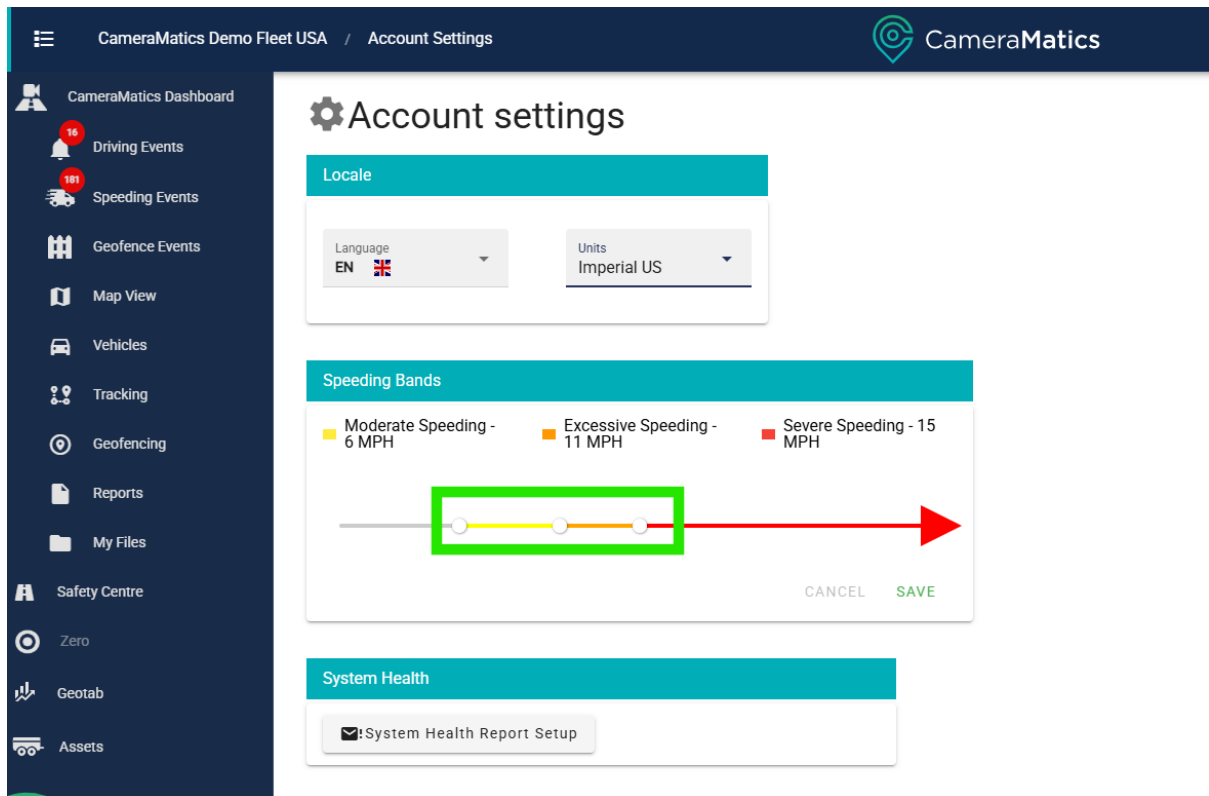 CameraMatics Demo Fleet USA / Account Settings
CameraMatics
CameraMatics Dashboard
16
Driving Events
181
Speeding Events
Geofence Events
Map View
Vehicles
Tracking
Geofencing
Reports
My Files
Safety Centre
Zero
Geotab
Assets
Account settings
Locale
Language
EN
Units
Imperial US
Speeding Bands
Moderate Speeding -
6 MPH
Excessive Speeding -
11 MPH
Severe Speeding - 15
MPH
CANCEL SAVE
System Health
System Health Report Setup